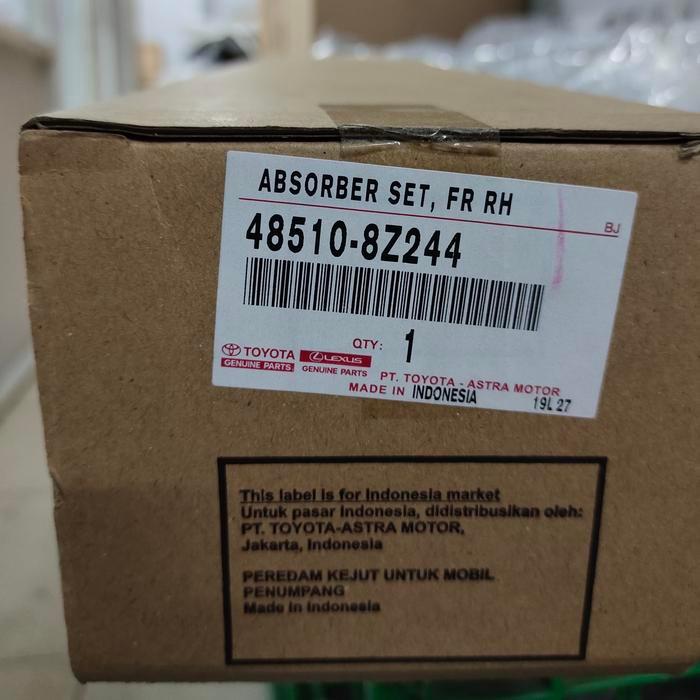 ABSORBER SET, FR RH
BJ
48510-8Z244
QTY: 1
TOYOTA
GENUINE PARTS
LEXUS
GENUINE PARTS
PT. TOYOTA - ASTRA MOTOR
MADE IN INDONESIA
19L 27
This label is for Indonesia market
Untuk pasar Indonesia, didistribusikan oleh:
PT. TOYOTA-ASTRA MOTOR,
Jakarta, Indonesia
PEREDAM KEJUT UNTUK MOBIL
PENUMPANG
Made in Indonesia